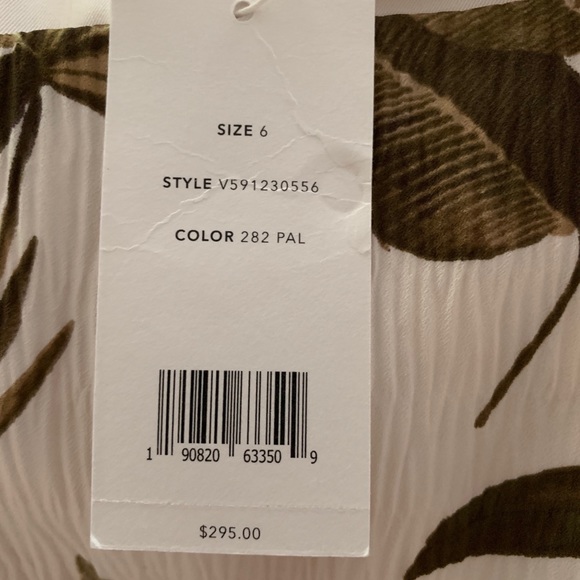 SIZE 6
STYLE V591230556
COLOR 282 PAL
1 90820 63350 9
$295.00